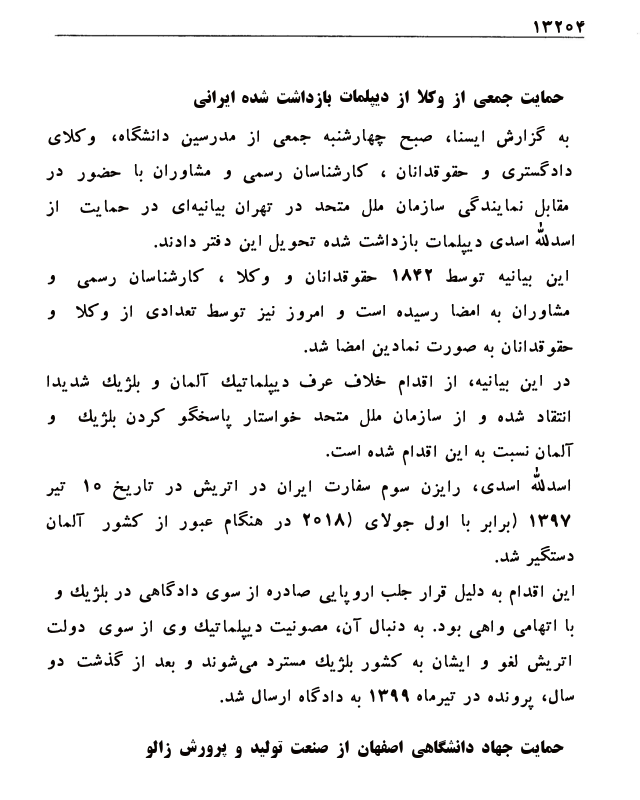 ۱۳۲۰۴
حمایت جمعی از وکلا از دیپلمات بازداشت شده ایرانی
به گزارش ایسنا، صبح چهارشنبه جمعی از مدرسین دانشگاه، وکلای
دادگستری و حقوقدانان ، کارشناسان رسمی و مشاوران با حضور در
مقابل نمایندگی سازمان ملل متحد در تهران بیانیه‌ای در حمایت از
اسدالله اسدی دیپلمات بازداشت شده تحویل این دفتر دادند.
این بیانیه توسط ۱۸۴۲ حقوقدانان و وکلا ، کارشناسان رسمی و
مشاوران به امضا رسیده است و امروز نیز توسط تعدادی از وکلا و
حقوقدانان به صورت نمادین امضا شد.
در این بیانیه، از اقدام خلاف عرف دیپلماتیک آلمان و بلژیک شدیدا
انتقاد شده و از سازمان ملل متحد خواستار پاسخگو کردن بلژیک و
آلمان نسبت به این اقدام شده است.
اسدالله اسدی، رایزن سوم سفارت ایران در اتریش در تاریخ ۱۰ تیر
۱۳۹۷ (برابر با اول جولای ۲۰۱۸) در هنگام عبور از کشور آلمان
دستگیر شد.
این اقدام به دلیل قرار جلب اروپایی صادره از سوی دادگاهی در بلژیک و
با اتهامی واهی بود. به دنبال آن، مصونیت دیپلماتیک وی از سوی دولت
اتریش لغو و ایشان به کشور بلژیک مسترد می‌شوند و بعد از گذشت دو
سال، پرونده در تیرماه ۱۳۹۹ به دادگاه ارسال شد.
حمایت جهاد دانشگاهی اصفهان از صنعت تولید و پرورش زالو